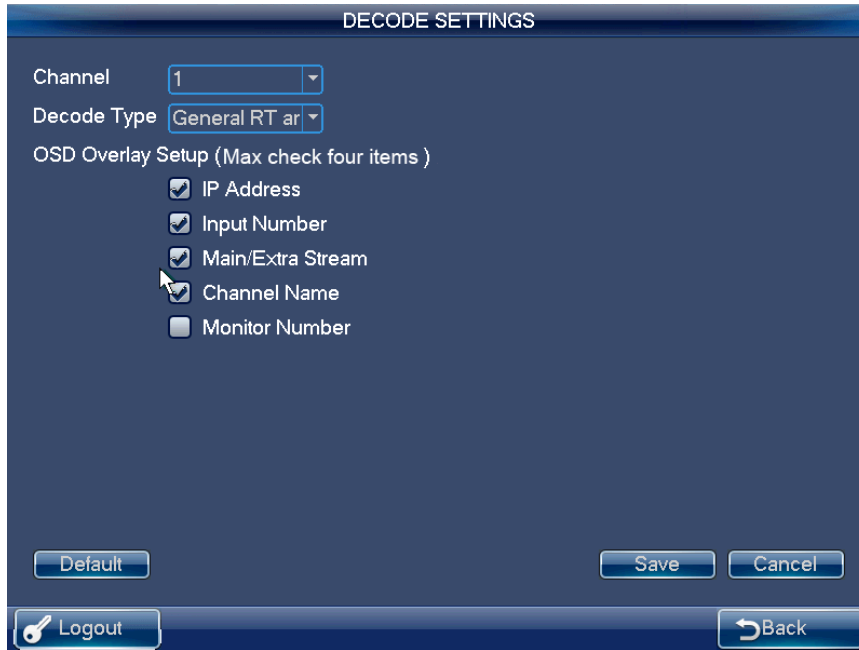 DECODE SETTINGS
Channel 1
Decode Type General RT ar
OSD Overlay Setup (Max check four items )
IP Address
Input Number
Main/Extra Stream
Channel Name
Monitor Number
Default Save Cancel
Logout Back